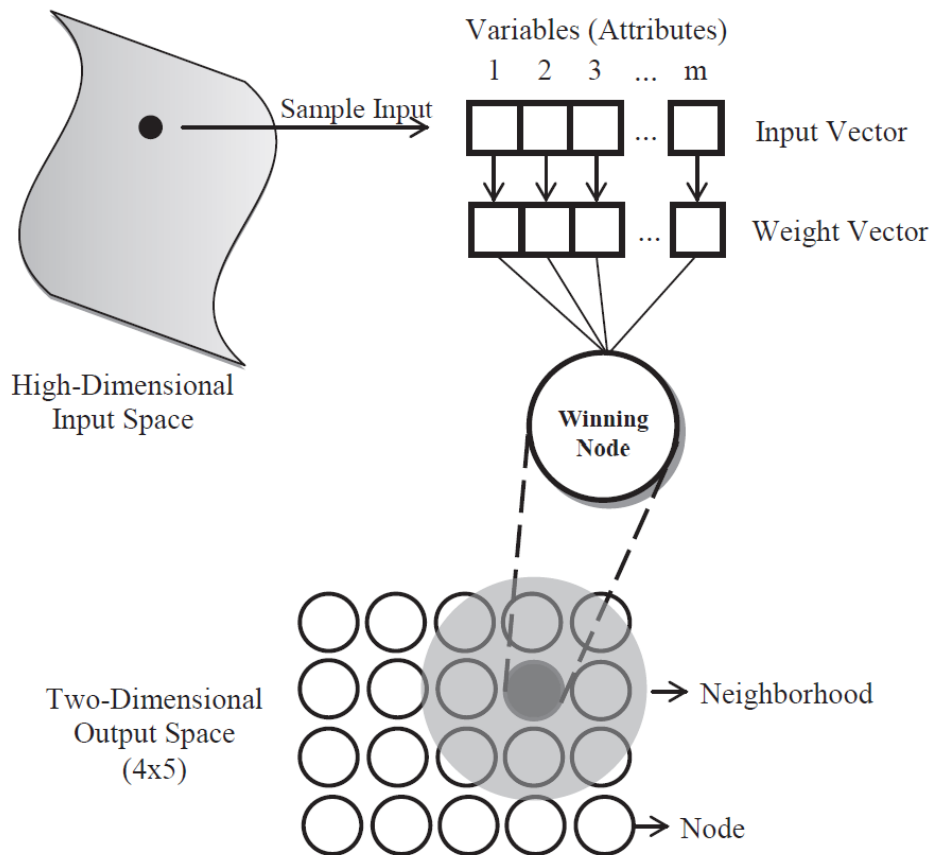 Variables (Attributes)
1 2 3 ... m
Sample Input
... Input Vector
... Weight Vector
High-Dimensional
Input Space
Winning
Node
Two-Dimensional
Output Space
(4x5)
Neighborhood
Node